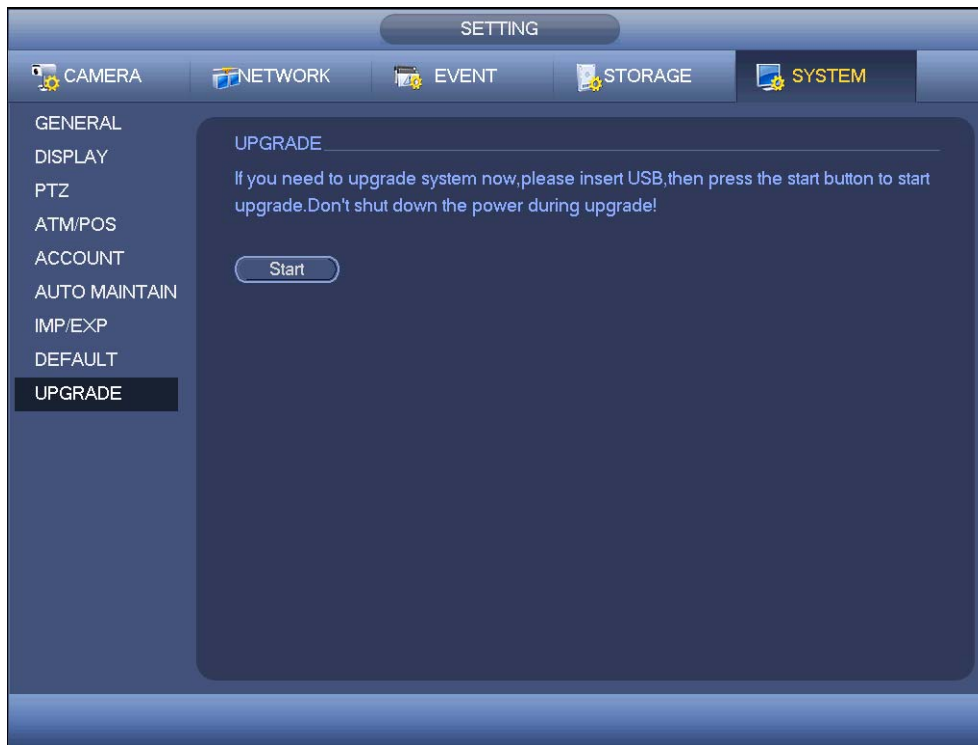 SETTING
CAMERA
NETWORK
EVENT
STORAGE
SYSTEM
GENERAL
DISPLAY
PTZ
ATM/POS
ACCOUNT
AUTO MAINTAIN
IMP/EXP
DEFAULT
UPGRADE
UPGRADE
If you need to upgrade system now,please insert USB,then press the start button to start
upgrade.Don't shut down the power during upgrade!
Start